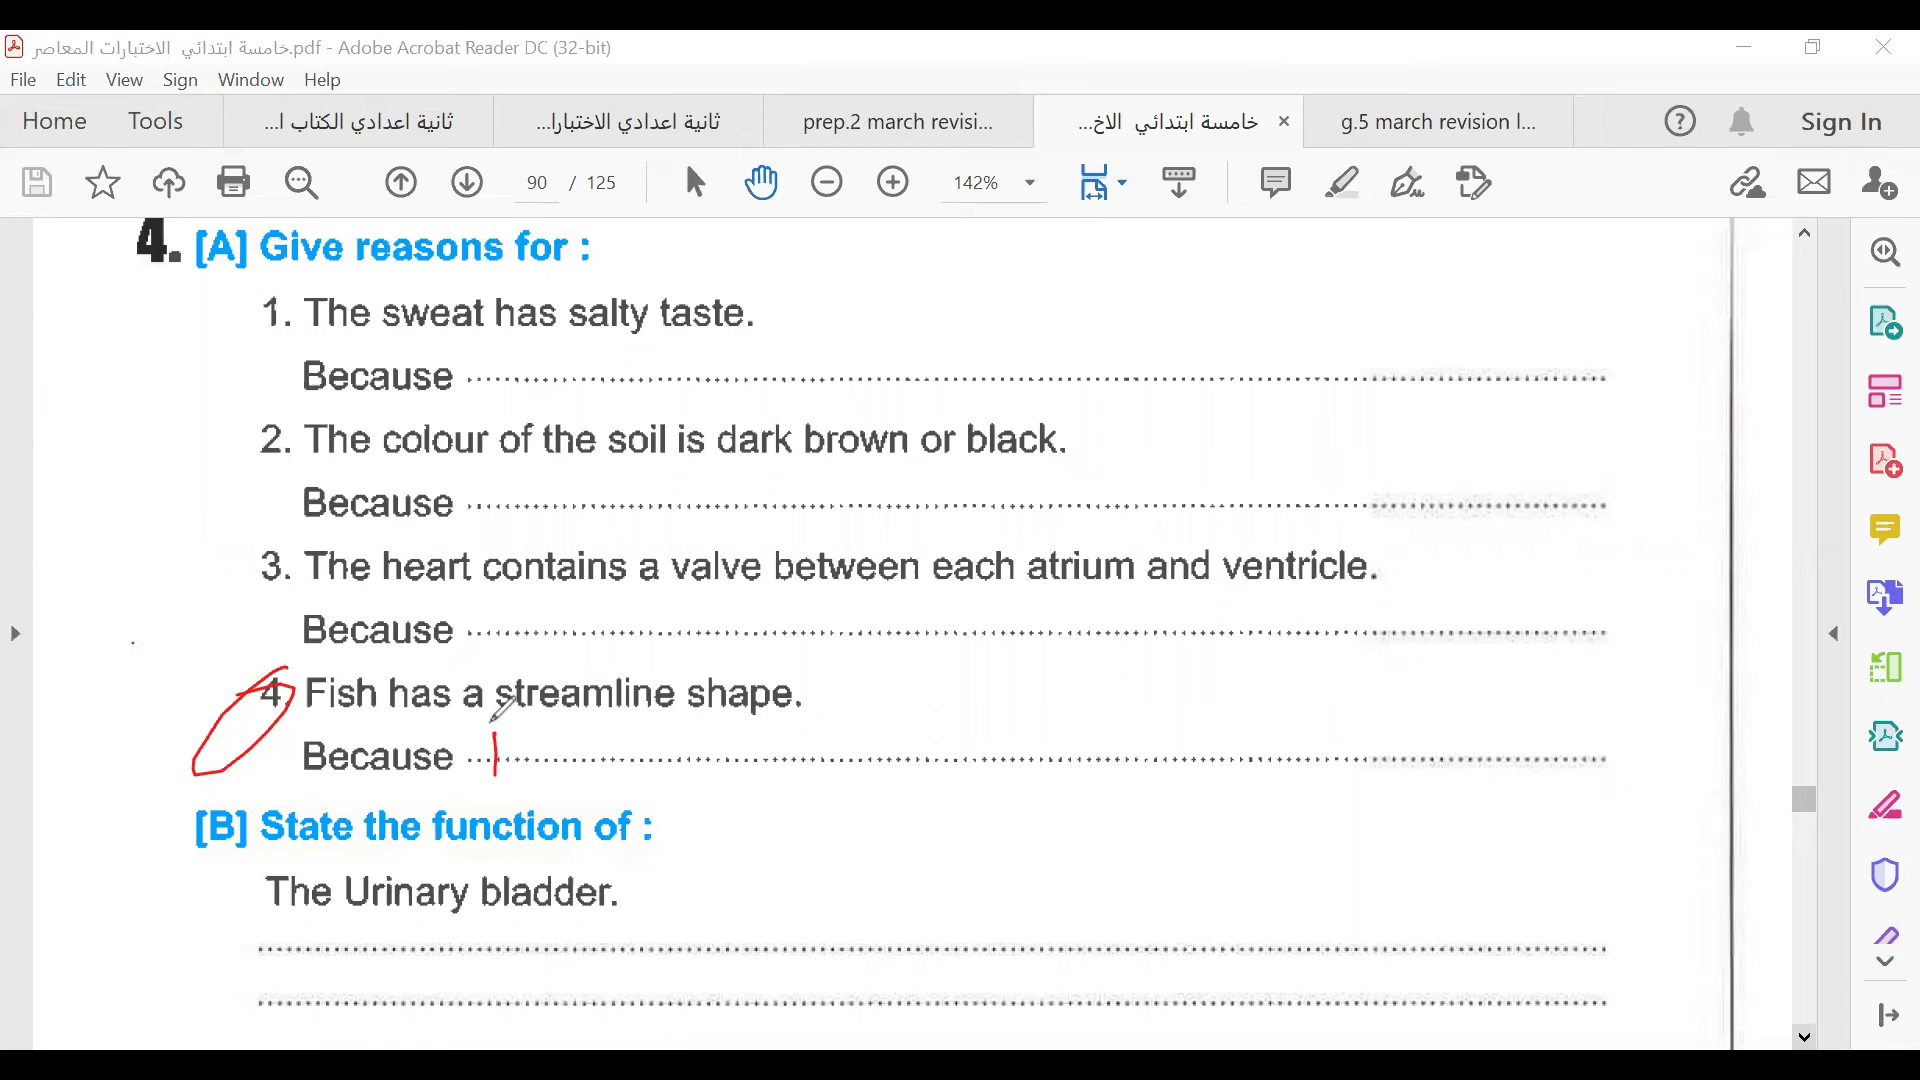 خامسة ابتدائي الاختبارات المعاصر.pdf - Adobe Acrobat Reader DC (32-bit)
File Edit View Sign Window Help
Home Tools ثانية اعدادي الكتاب ا... ثانية اعدادي الاختبارا... prep.2 march revisi... خامسة ابتدائي الاخ... × g.5 march revision l... Sign In
90 / 125 142%
4. [A] Give reasons for :
1. The sweat has salty taste.
Because
2. The colour of the soil is dark brown or black.
Because
3. The heart contains a valve between each atrium and ventricle.
Because
4. Fish has a streamline shape.
Because
[B] State the function of :
The Urinary bladder.